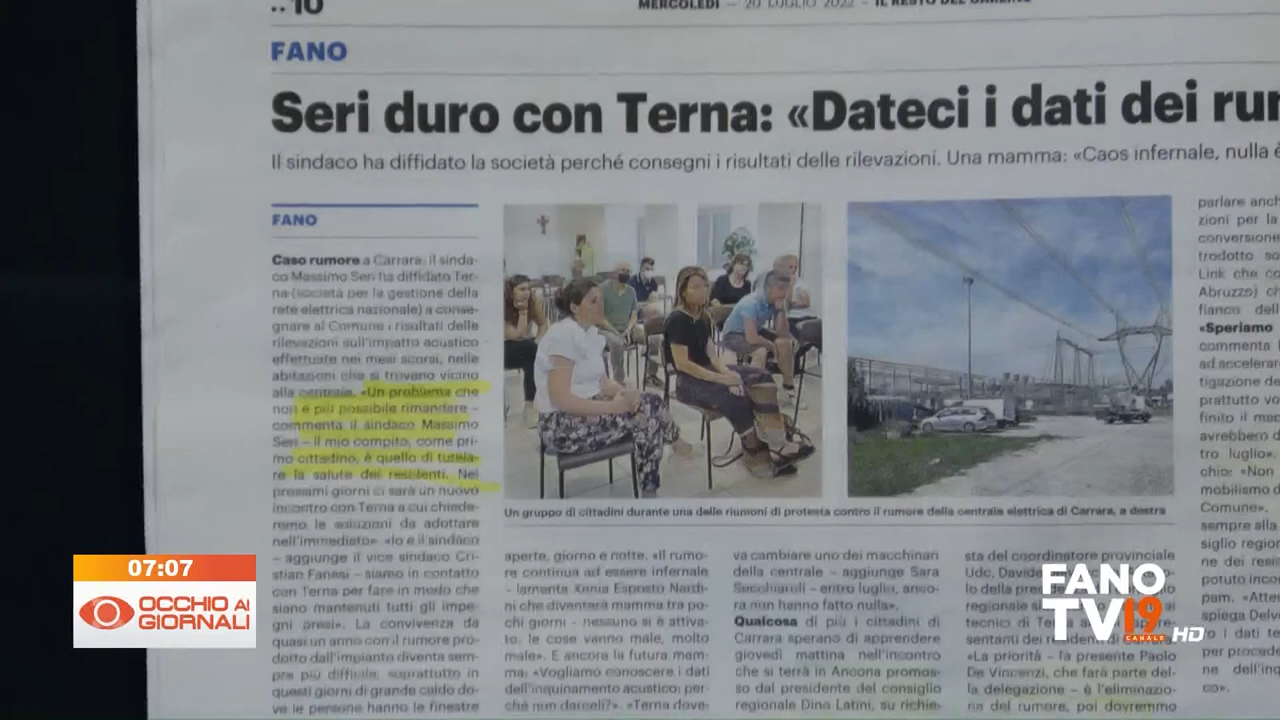 10
MERCOLEDÌ – 20 LUGLIO 2022 – IL RESTO DEL CARLINO
FANO
Seri duro con Terna: «Dateci i dati dei
Il sindaco ha diffidato la società perché consegni i risultati delle rilevazioni. Una mamma: «Caos infernale, nulla è
FANO
Caso rumore a Carrara: il sinda-
co Massimo Seri ha diffidato Ter-
na (società per la gestione della
rete elettrica nazionale) a conse-
gnare al Comune i risultati delle
rilevazioni sull'impatto acustico
effettuate nei mesi scorsi, nelle
abitazioni che si trovano vicino
alla centrale. «Un problema che
non è più possibile rimandare –
commenta il sindaco Massimo
Seri – il mio compito, come pri-
mo cittadino, è quello di tutela-
re la salute dei residenti. Nei
prossimi giorni ci sarà un nuovo
incontro con Terna a cui chiede-
remo le soluzioni da adottare
nell'immediato» «Io e il sindaco
– aggiunge il vice sindaco Cri-
stian Fanesi – siamo in contatto
con Terna per fare in modo che
siano mantenuti tutti gli impe-
gni presi». La convivenza da
quasi un anno con il rumore pro-
dotto dall'impianto diventa sem-
pre più difficile, soprattutto in
questi giorni di grande caldo do-
ve le persone hanno le finestre
Un gruppo di cittadini durante una delle riunioni di protesta contro il rumore della centrale elettrica di Carrara, a destra
aperte, giorno e notte. «Il rumo-
re continua ad essere infernale
– lamenta Xenia Esposto Nardi-
ni che diventerà mamma tra po-
chi giorni - nessuno si è attiva-
to, le cose vanno male, molto
male». E ancora la futura mam-
ma: «Vogliamo conoscere i dati
dell'inquinamento acustico: per-
ché non darceli?». «Terna dove-
va cambiare uno dei macchinari
della centrale – aggiunge Sara
Secchiaroli – entro luglio, anco-
ra non hanno fatto nulla».
Qualcosa di più i cittadini di
Carrara sperano di apprendere
giovedì mattina nell'incontro
che si terrà in Ancona promos-
so dal presidente del consiglio
regionale Dino Latini, su richie-
sta del coordinatore provinciale
Udc, Davide
lo della
regionale
tecnico di
sentanti dei
«La priorità – fa presente Paolo
De Vincenzi, che farà parte del-
la delegazione – è l'eliminazio-
ne del rumore, poi dovremmo
parlare anch
zioni per la
conversione
trodotto so
Link che co
Abruzzo) ch
fianco dell
«Speriamo
commenta
ad accelerar
tigazione de
prattutto vo
finito il mac
avrebbero d
tro luglio».
chio: «Non
mobilismo d
Comune».
sempre alla
siglio region
ne dei resi
potuto inco
pam. «Atten
spiega Delv
i dati te
per procede
ne dell'inq
co».
07:07
OCCHIO AI
GIORNALI
FANO
TV19
CANALE
HD